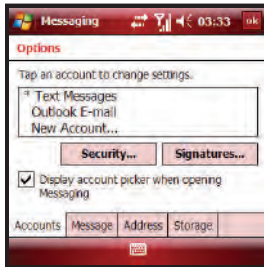 Messaging 03:33 ok
Options
Tap an account to change settings.
* Text Messages
Outlook E-mail
New Account...
Security... Signatures...
Display account picker when opening
Messaging
Accounts Message Address Storage